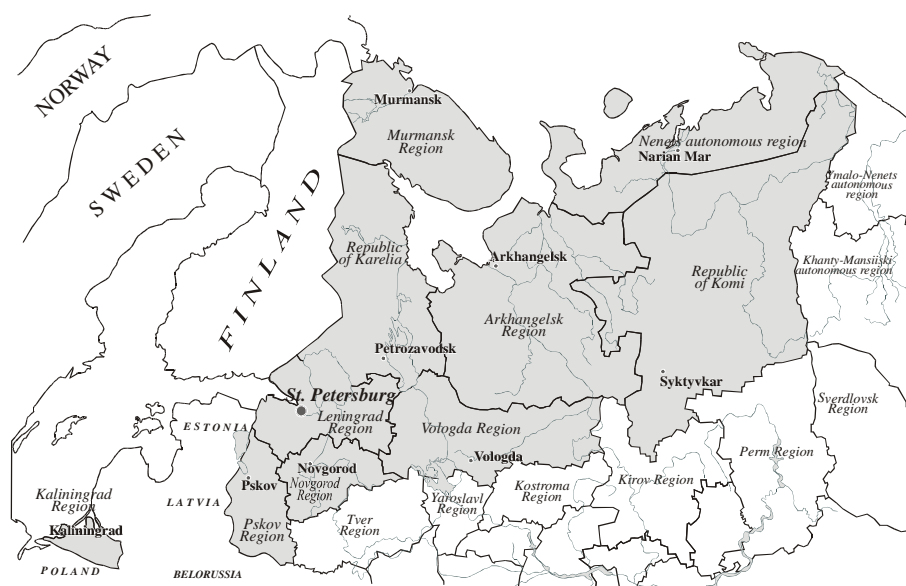 NORWAY
SWEDEN
FINLAND
Murmansk
Murmansk
Region
Nenets autonomous region
Narian Mar
Ymalo-Nenets
autonomous
region
Republic
of Karelia
Arkhangelsk
Republic
of Komi
Khanty-Mansiiski
autonomous region
Arkhangelsk
Region
Petrozavodsk
Syktyvkar
St. Petersburg
Leningrad
Region
Sverdlovsk
Region
ESTONIA
Vologda Region
Vologda
Perm Region
Novgorod
Novgorod
Region
Pskov
Kaliningrad
Region
Kaliningrad
LATVIA
Yaroslavl
Region
Kostroma
Region
Kirov Region
Pskov
Region
Tver
Region
POLAND
BELORUSSIA